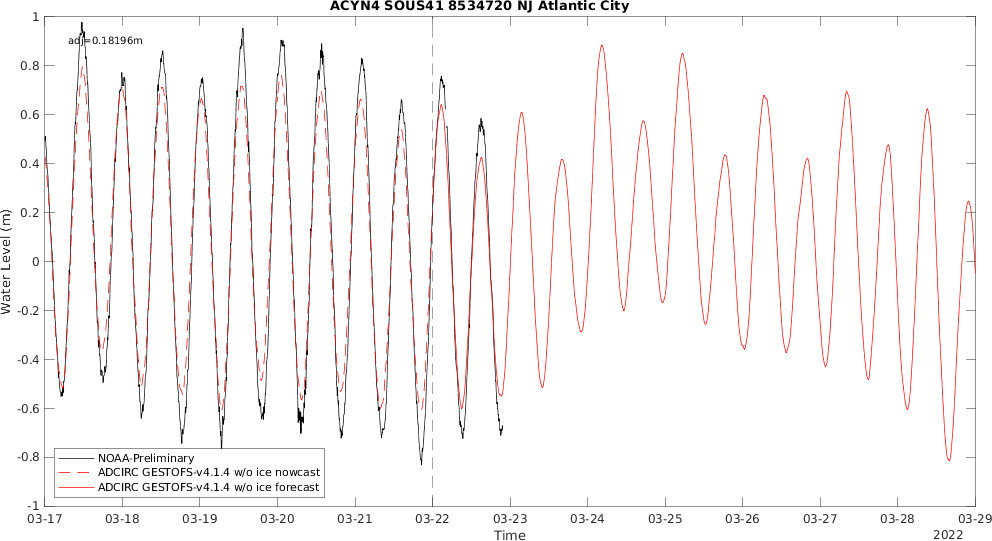 ACYN4 SOUS41 8534720 NJ Atlantic City
adj=0.18196m
1
0.8
0.6
0.4
0.2
0
-0.2
-0.4
-0.6
-0.8
-1
Water Level (m)
NOAA-Preliminary
ADCIRC GESTOFS-v4.1.4 w/o ice nowcast
ADCIRC GESTOFS-v4.1.4 w/o ice forecast
03-17 03-18 03-19 03-20 03-21 03-22 03-23 03-24 03-25 03-26 03-27 03-28 03-29
Time
2022